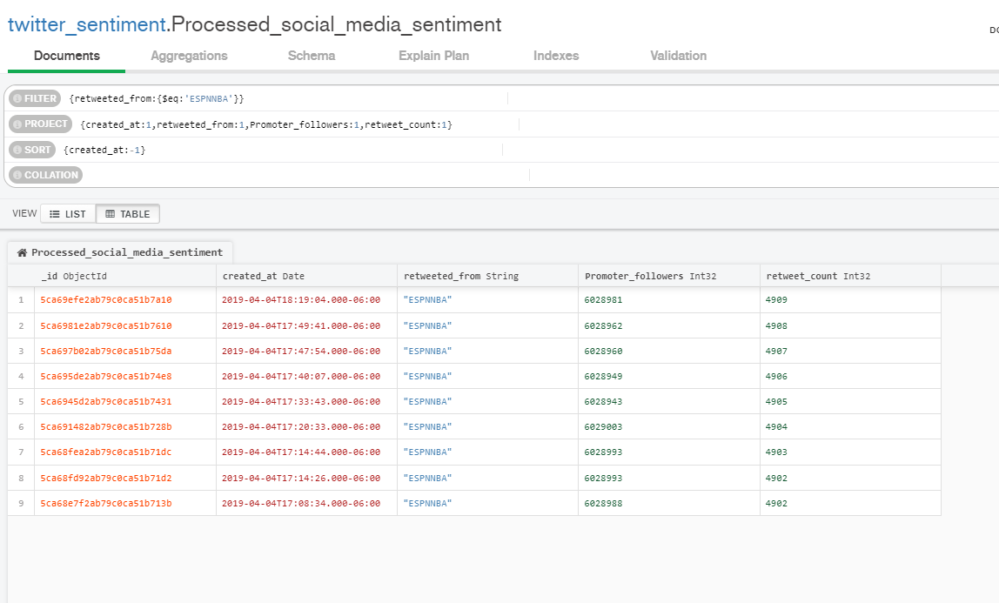 twitter_sentiment.Processed_social_media_sentiment
Documents Aggregations Schema Explain Plan Indexes Validation
FILTER {retweeted_from:{$eq:'ESPNNBA'}}
PROJECT {created_at:1,retweeted_from:1,Promoter_followers:1,retweet_count:1}
SORT {created_at:-1}
COLLATION
VIEW LIST TABLE
Processed_social_media_sentiment
_id ObjectId created_at Date retweeted_from String Promoter_followers Int32 retweet_count Int32
1 5ca69efe2ab79c0ca51b7a10 2019-04-04T18:19:04.000-06:00 "ESPNNBA" 6028981 4909
2 5ca6981e2ab79c0ca51b7610 2019-04-04T17:49:41.000-06:00 "ESPNNBA" 6028962 4908
3 5ca697b02ab79c0ca51b75da 2019-04-04T17:47:54.000-06:00 "ESPNNBA" 6028960 4907
4 5ca695de2ab79c0ca51b74e8 2019-04-04T17:40:07.000-06:00 "ESPNNBA" 6028949 4906
5 5ca6945d2ab79c0ca51b7431 2019-04-04T17:33:43.000-06:00 "ESPNNBA" 6028943 4905
6 5ca691482ab79c0ca51b728b 2019-04-04T17:20:33.000-06:00 "ESPNNBA" 6029003 4904
7 5ca68fea2ab79c0ca51b71dc 2019-04-04T17:14:44.000-06:00 "ESPNNBA" 6028993 4903
8 5ca68fd92ab79c0ca51b71d2 2019-04-04T17:14:26.000-06:00 "ESPNNBA" 6028993 4902
9 5ca68e7f2ab79c0ca51b713b 2019-04-04T17:08:34.000-06:00 "ESPNNBA" 6028988 4902